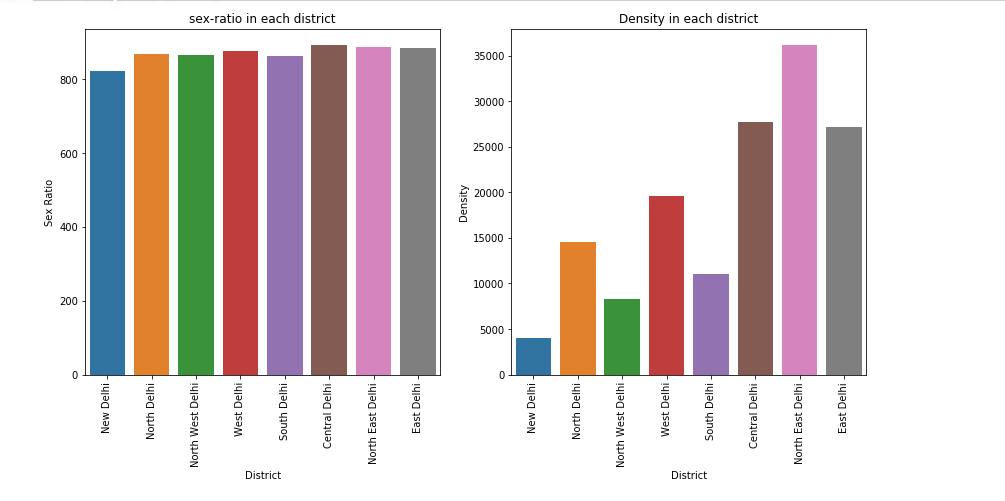 sex-ratio in each district
Sex Ratio
800
600
400
200
0
New Delhi
North Delhi
North West Delhi
West Delhi
South Delhi
Central Delhi
North East Delhi
East Delhi
District
Density in each district
Density
35000
30000
25000
20000
15000
10000
5000
0
New Delhi
North Delhi
North West Delhi
West Delhi
South Delhi
Central Delhi
North East Delhi
East Delhi
District